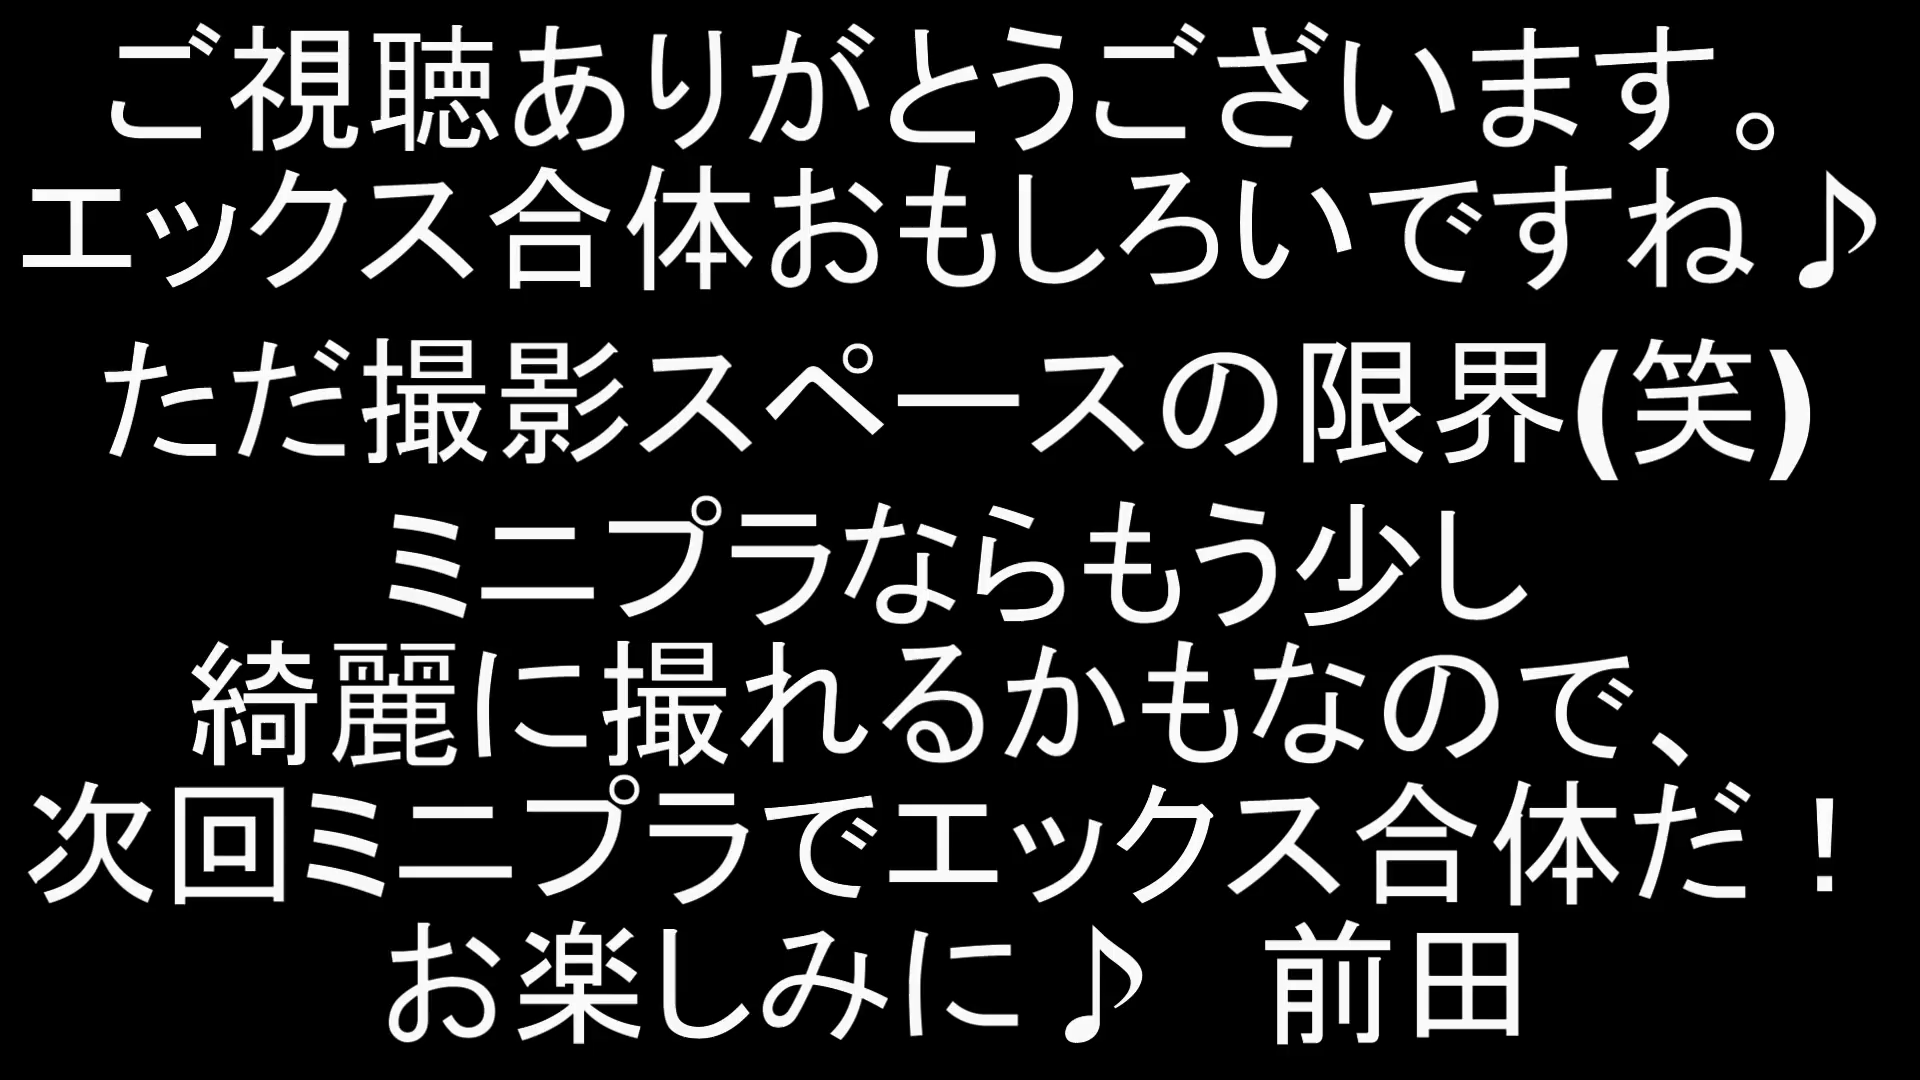 ご視聴ありがとうございます。
エックス合体おもしろいですね♪
ただ撮影スペースの限界(笑)
ミニプラならもう少し
綺麗に撮れるかもなので、
次回ミニプラでエックス合体だ！
お楽しみに♪　前田